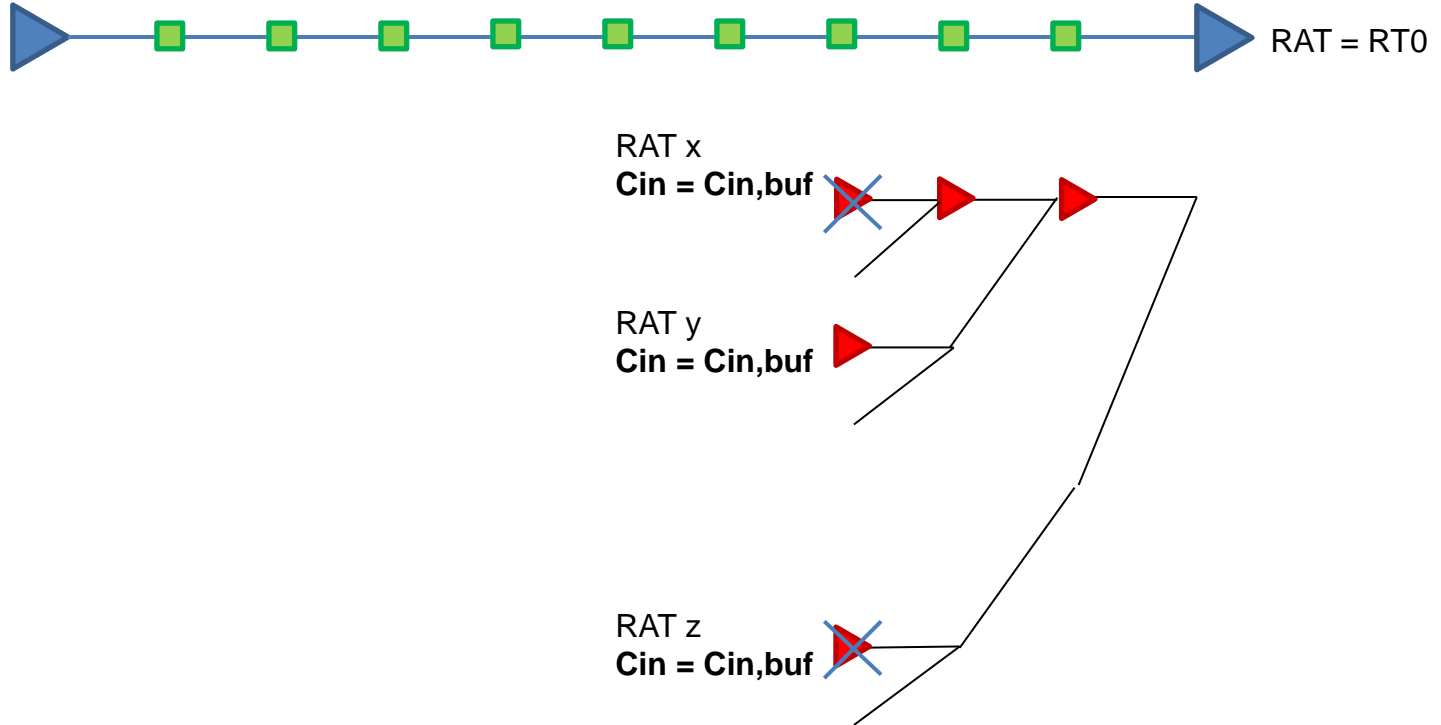 RAT = RT0
RAT x
Cin = Cin,buf
RAT y
Cin = Cin,buf
RAT z
Cin = Cin,buf